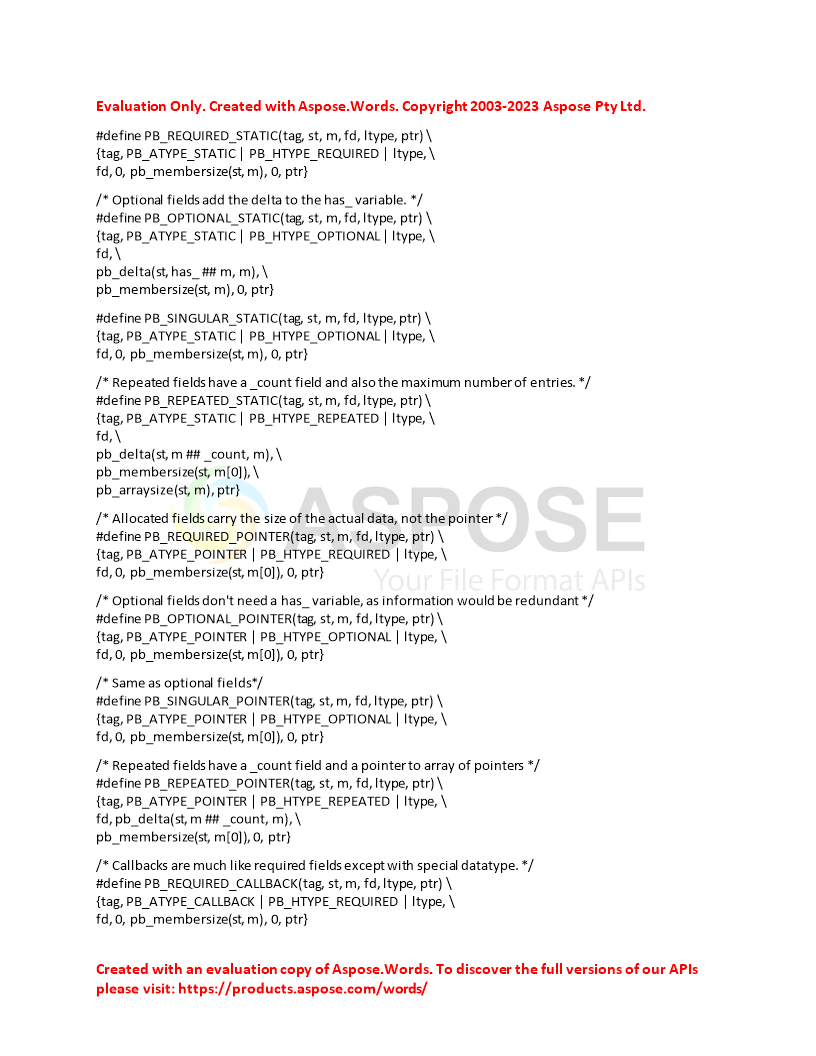 Evaluation Only. Created with Aspose.Words. Copyright 2003-2023 Aspose Pty Ltd.
#define PB_REQUIRED_STATIC(tag, st, m, fd, ltype, ptr) \
{tag, PB_ATYPE_STATIC | PB_HTYPE_REQUIRED | ltype, \
fd, 0, pb_membersize(st, m), 0, ptr}
/* Optional fields add the delta to the has_ variable. */
#define PB_OPTIONAL_STATIC(tag, st, m, fd, ltype, ptr) \
{tag, PB_ATYPE_STATIC | PB_HTYPE_OPTIONAL | ltype, \
fd, \
pb_delta(st, has_ ## m, m), \
pb_membersize(st, m), 0, ptr}
#define PB_SINGULAR_STATIC(tag, st, m, fd, ltype, ptr) \
{tag, PB_ATYPE_STATIC | PB_HTYPE_OPTIONAL | ltype, \
fd, 0, pb_membersize(st, m), 0, ptr}
/* Repeated fields have a _count field and also the maximum number of entries. */
#define PB_REPEATED_STATIC(tag, st, m, fd, ltype, ptr) \
{tag, PB_ATYPE_STATIC | PB_HTYPE_REPEATED | ltype, \
fd, \
pb_delta(st, m ## _count, m), \
pb_membersize(st, m[0]), \
pb_arraysize(st, m), ptr}
ASPOSE
/* Allocated fields carry the size of the actual data, not the pointer */
#define PB_REQUIRED_POINTER(tag, st, m, fd, ltype, ptr) \
{tag, PB_ATYPE_POINTER | PB_HTYPE_REQUIRED | ltype, \
fd, 0, pb_membersize(st, m[0]), 0, ptr}
Your File Format APIs
/* Optional fields don't need a has_ variable, as information would be redundant */
#define PB_OPTIONAL_POINTER(tag, st, m, fd, ltype, ptr) \
{tag, PB_ATYPE_POINTER | PB_HTYPE_OPTIONAL | ltype, \
fd, 0, pb_membersize(st, m[0]), 0, ptr}
/* Same as optional fields*/
#define PB_SINGULAR_POINTER(tag, st, m, fd, ltype, ptr) \
{tag, PB_ATYPE_POINTER | PB_HTYPE_OPTIONAL | ltype, \
fd, 0, pb_membersize(st, m[0]), 0, ptr}
/* Repeated fields have a _count field and a pointer to array of pointers */
#define PB_REPEATED_POINTER(tag, st, m, fd, ltype, ptr) \
{tag, PB_ATYPE_POINTER | PB_HTYPE_REPEATED | ltype, \
fd, pb_delta(st, m ## _count, m), \
pb_membersize(st, m[0]), 0, ptr}
/* Callbacks are much like required fields except with special datatype. */
#define PB_REQUIRED_CALLBACK(tag, st, m, fd, ltype, ptr) \
{tag, PB_ATYPE_CALLBACK | PB_HTYPE_REQUIRED | ltype, \
fd, 0, pb_membersize(st, m), 0, ptr}
Created with an evaluation copy of Aspose.Words. To discover the full versions of our APIs
please visit: https://products.aspose.com/words/